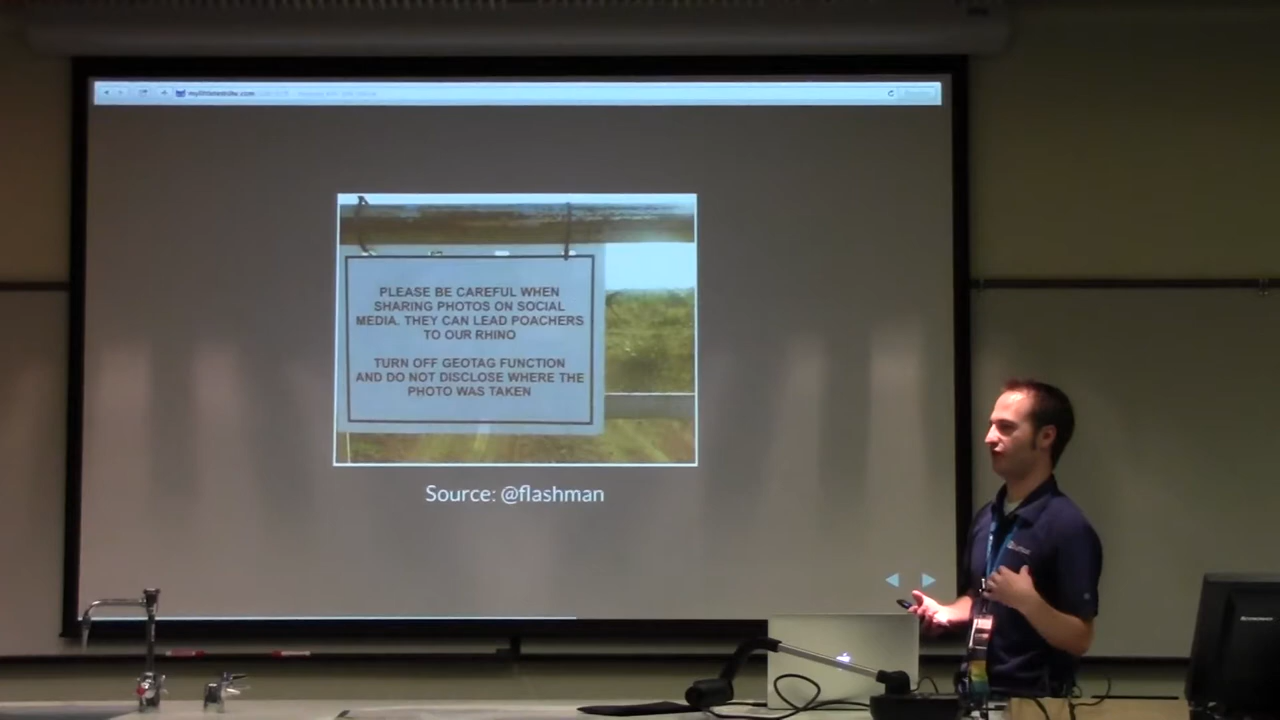 PLEASE BE CAREFUL WHEN
SHARING PHOTOS ON SOCIAL
MEDIA. THEY CAN LEAD POACHERS
TO OUR RHINO
TURN OFF GEOTAG FUNCTION
AND DO NOT DISCLOSE WHERE THE
PHOTO WAS TAKEN
Source: @flashman